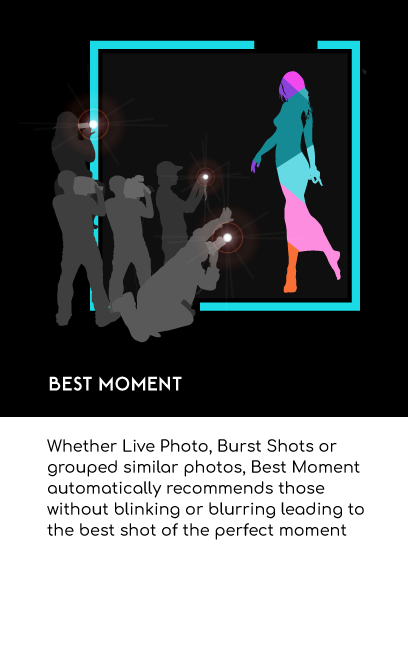 BEST MOMENT
Whether Live Photo, Burst Shots or
grouped similar photos, Best Moment
automatically recommends those
without blinking or blurring leading to
the best shot of the perfect moment